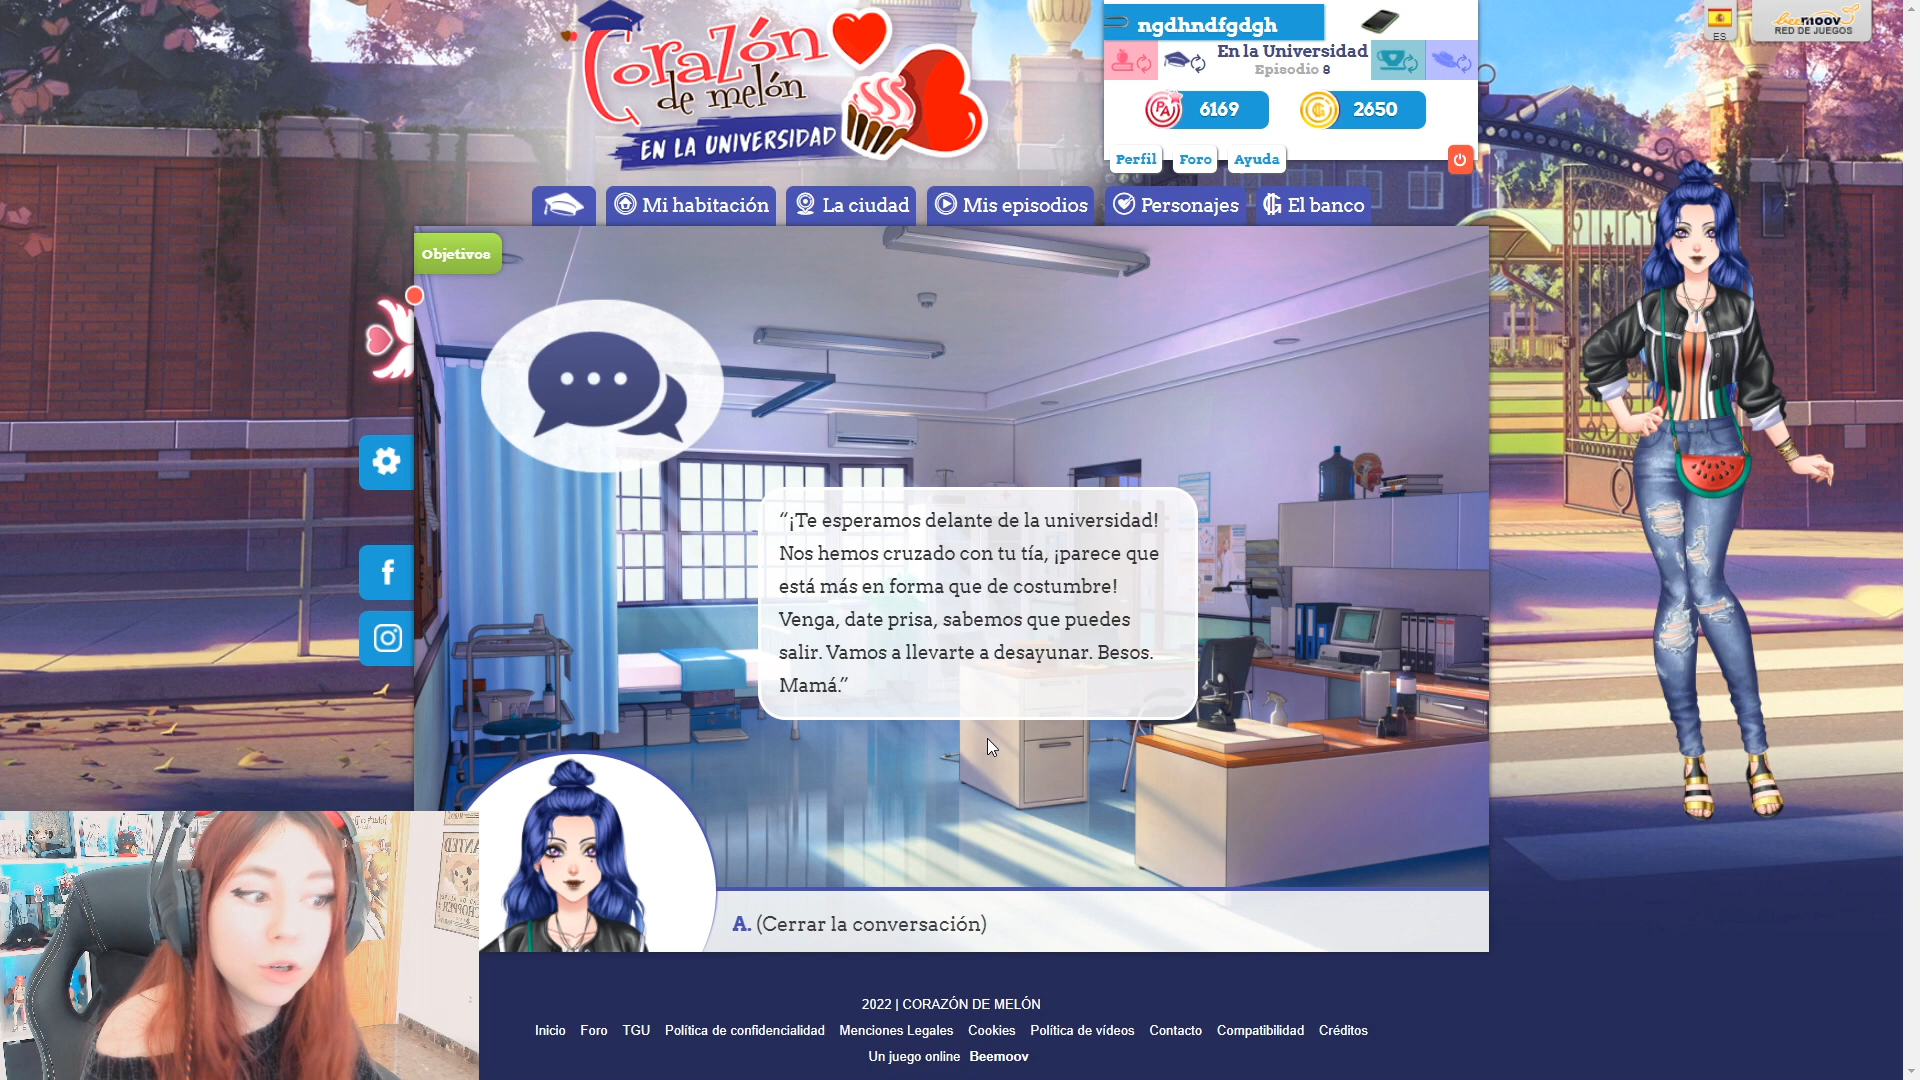 Corazón
de melón
EN LA UNIVERSIDAD
ngdhndfgdgh
En la Universidad
Episodio 8
PA 6169
2650
Perfil
Foro
Ayuda
ES
beemoov
RED DE JUEGOS
Mi habitación
La ciudad
Mis episodios
Personajes
El banco
Objetivos
“¡Te esperamos delante de la universidad!
Nos hemos cruzado con tu tía, ¡parece que
está más en forma que de costumbre!
Venga, date prisa, sabemos que puedes
salir. Vamos a llevarte a desayunar. Besos.
Mamá.”
A. (Cerrar la conversación)
WANTED
CHOPPER
2022 | CORAZÓN DE MELÓN
Inicio Foro TGU Política de confidencialidad Menciones Legales Cookies Política de vídeos Contacto Compatibilidad Créditos
Un juego online Beemoov